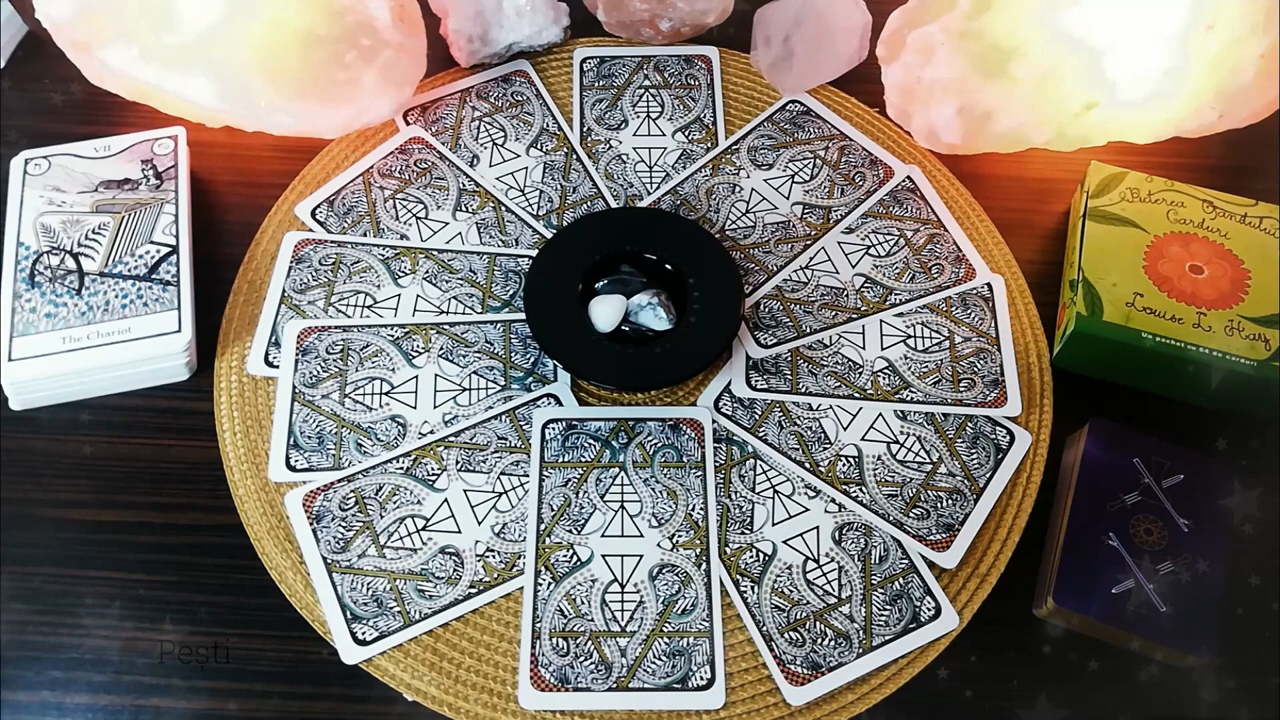 VII
The Chariot
Puterea Gândului
Carduri
Louise L. Hay
Un pachet cu 64 de carduri
Pești